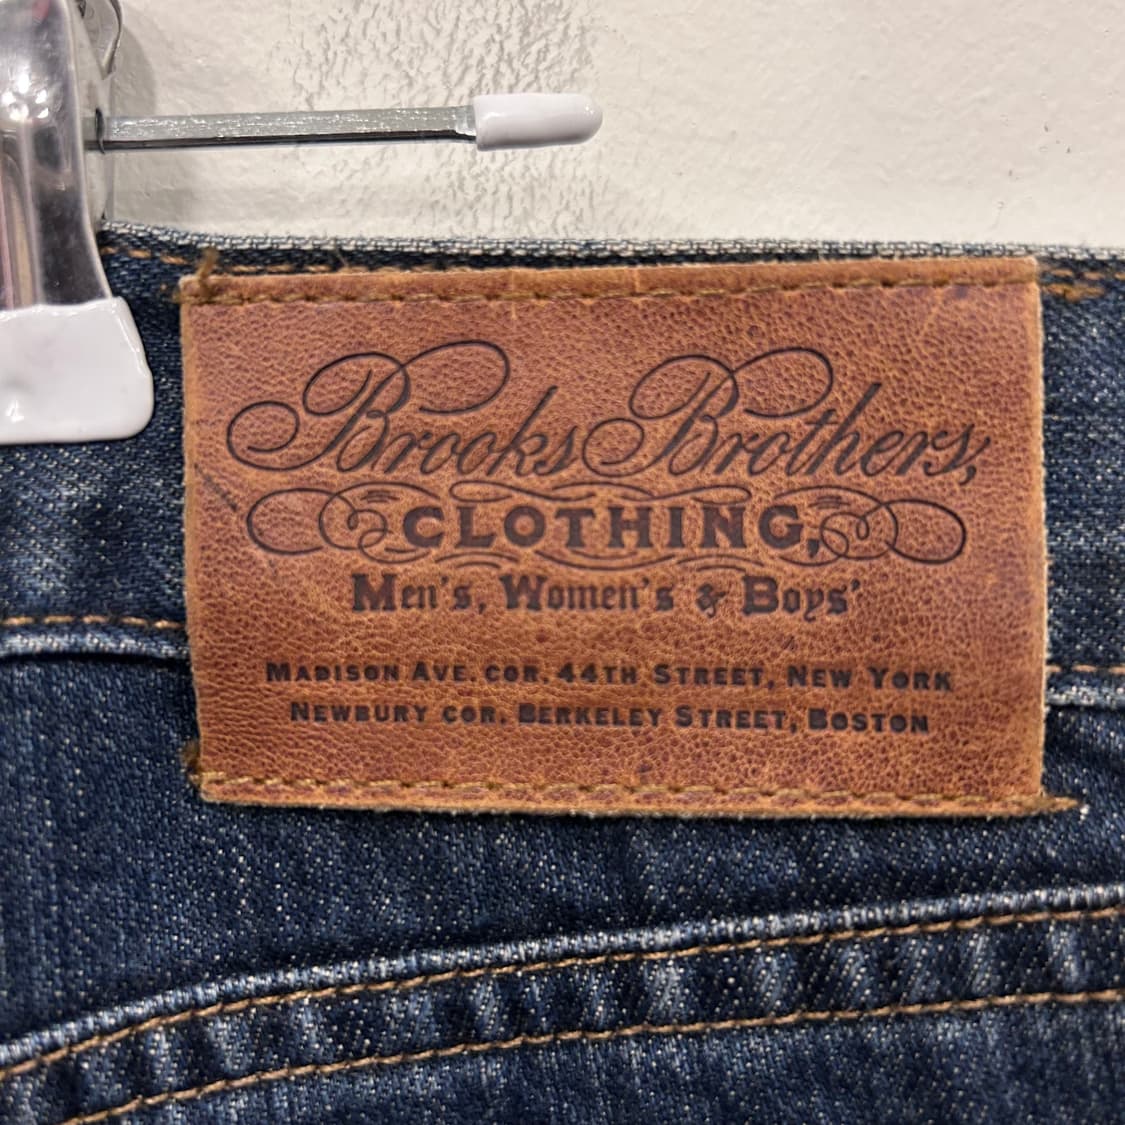 Brooks Brothers,
CLOTHING,
Men's, Women's & Boys'
MADISON AVE. COR. 44TH STREET, NEW YORK
NEWBURY COR. BERKELEY STREET, BOSTON